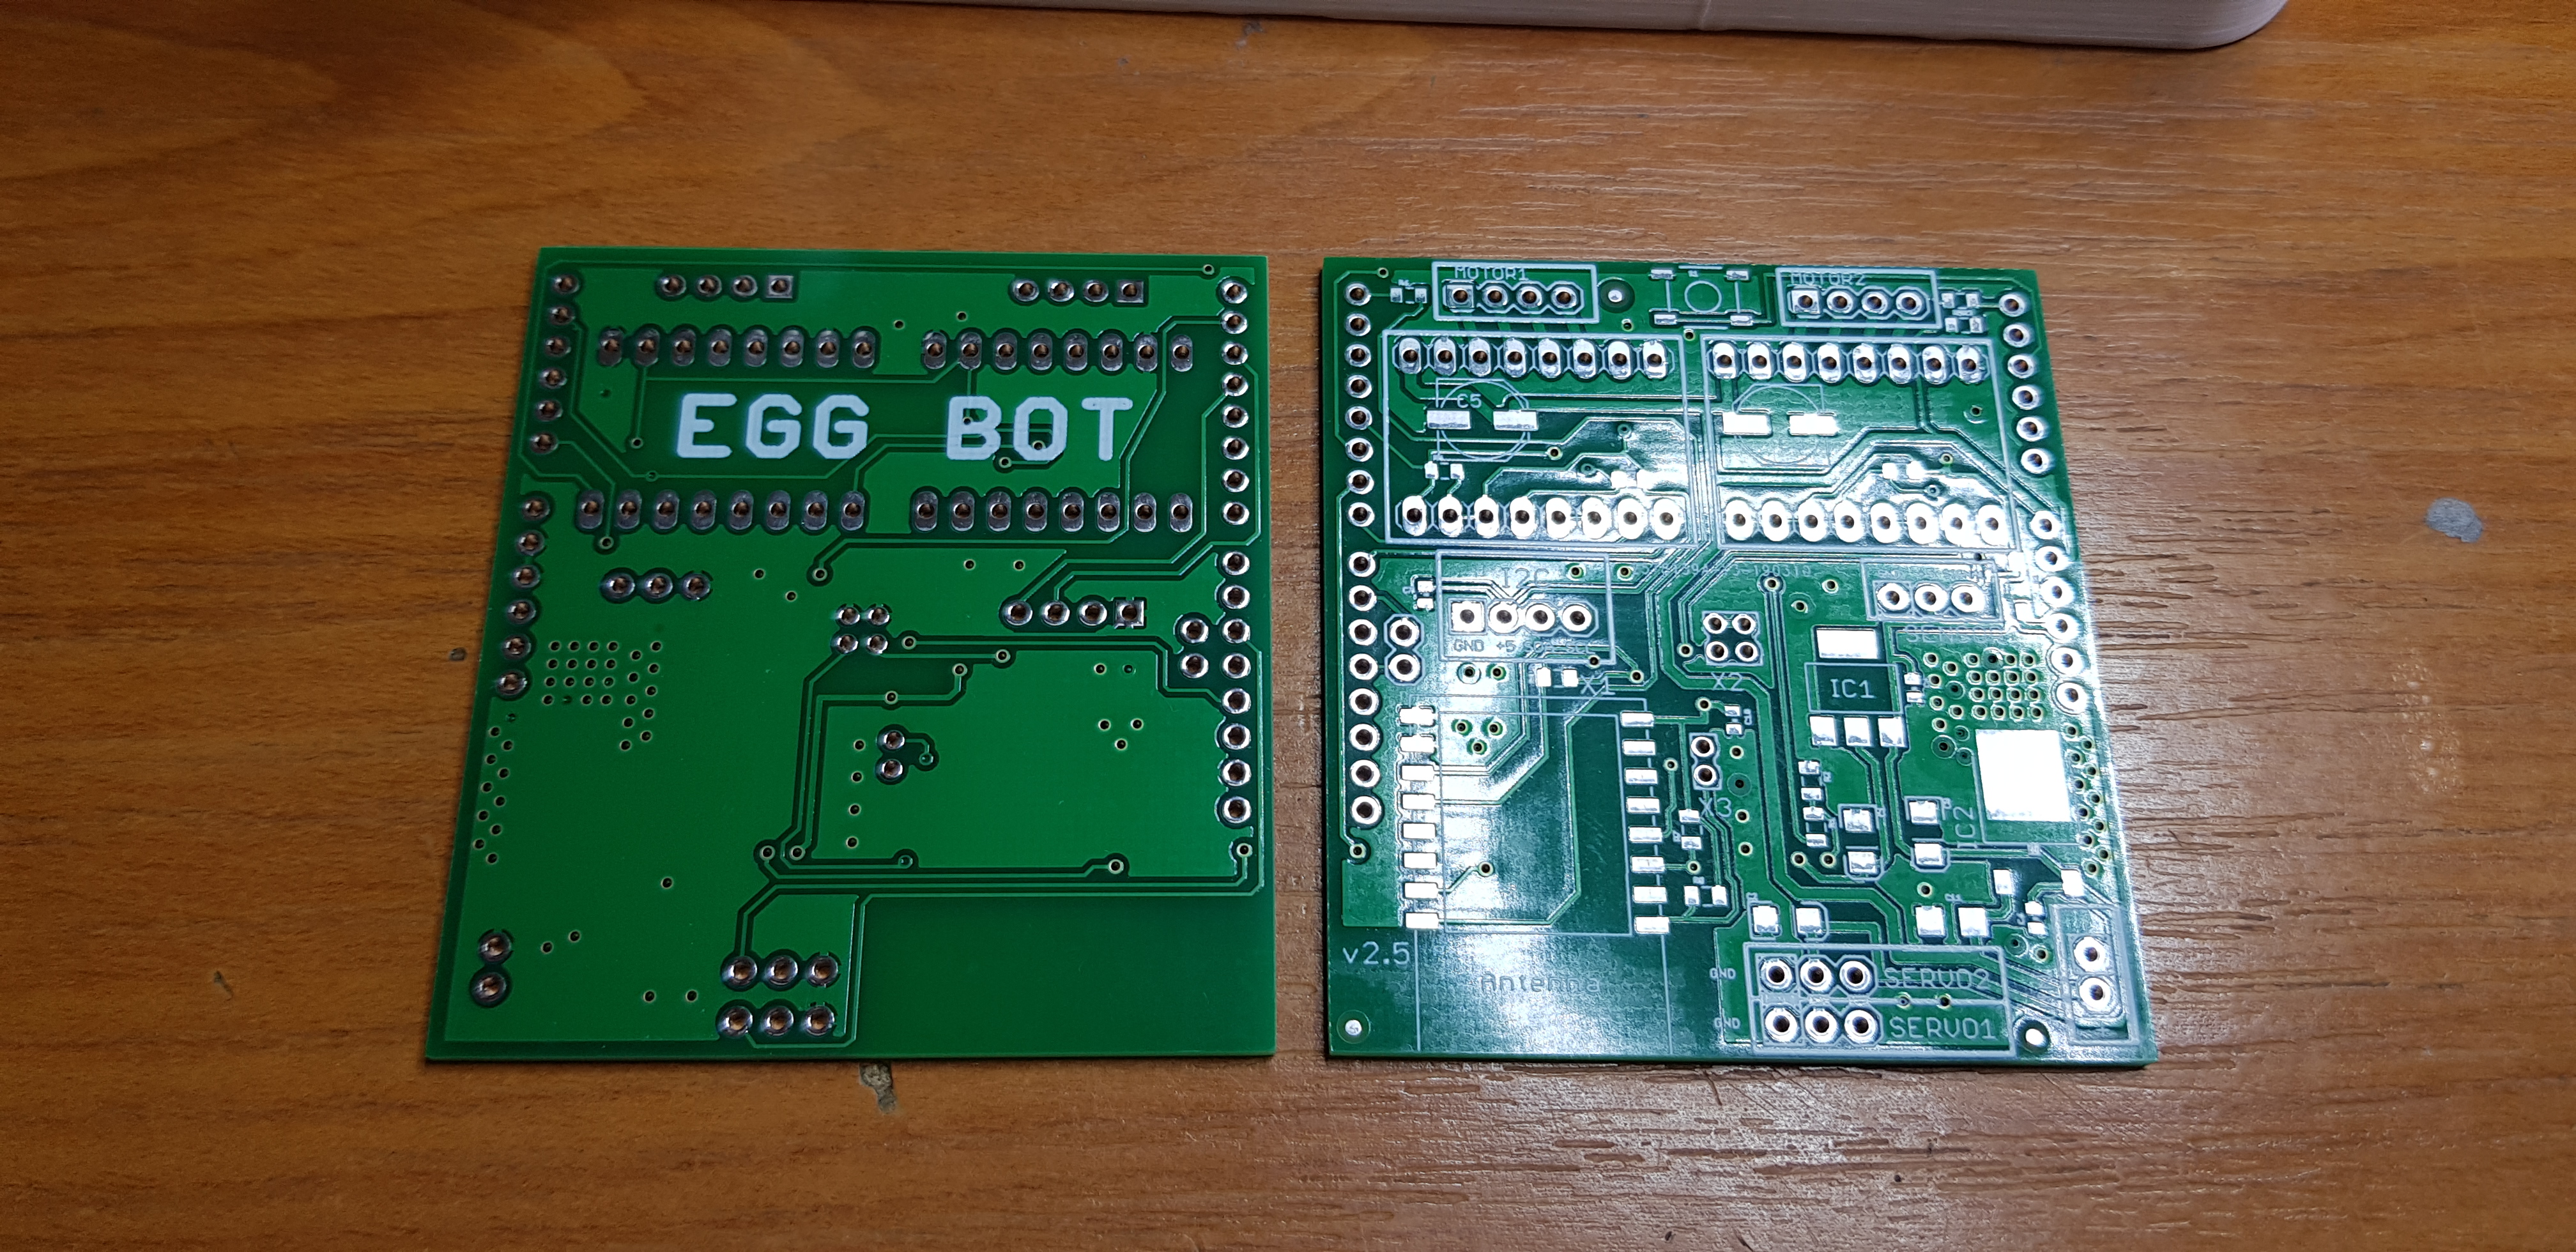 EGG BOT
MOTOR1
MOTOR2
C5
I2C
GND +5
X1
X2
IC1
X3
C2
v2.5
Antenna
GND
SERVO2
GND
SERVO1